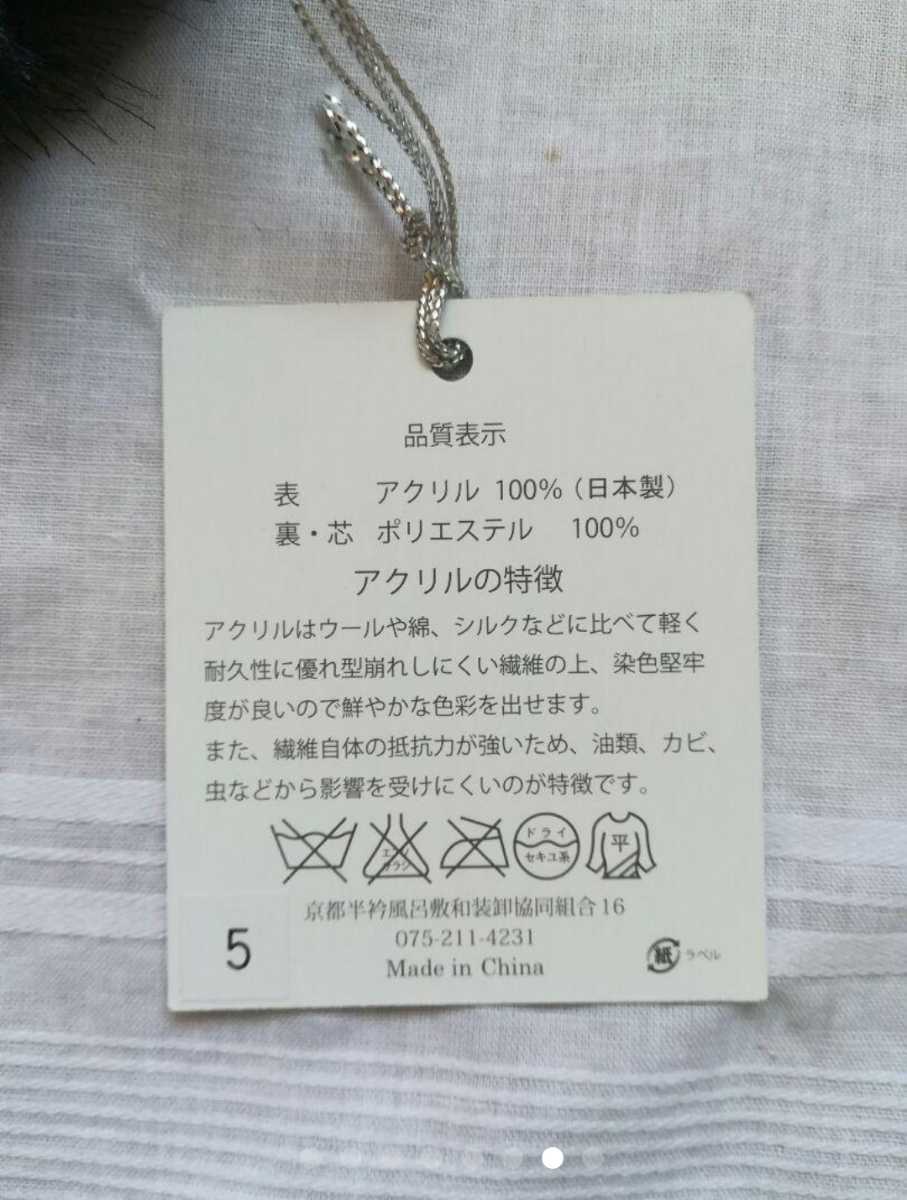 品質表示
表 アクリル 100%（日本製）
裏・芯 ポリエステル 100%
アクリルの特徴
アクリルはウールや綿、シルクなどに比べて軽く
耐久性に優れ型崩れしにくい繊維の上、染色堅牢
度が良いので鮮やかな色彩を出せます。
また、繊維自体の抵抗力が強いため、油類、カビ、
虫などから影響を受けにくいのが特徴です。
エンソ
サラシ
ドライ
セキユ系
平
京都半衿風呂敷和装卸協同組合16
075-211-4231
Made in China
5
紙 ラベル